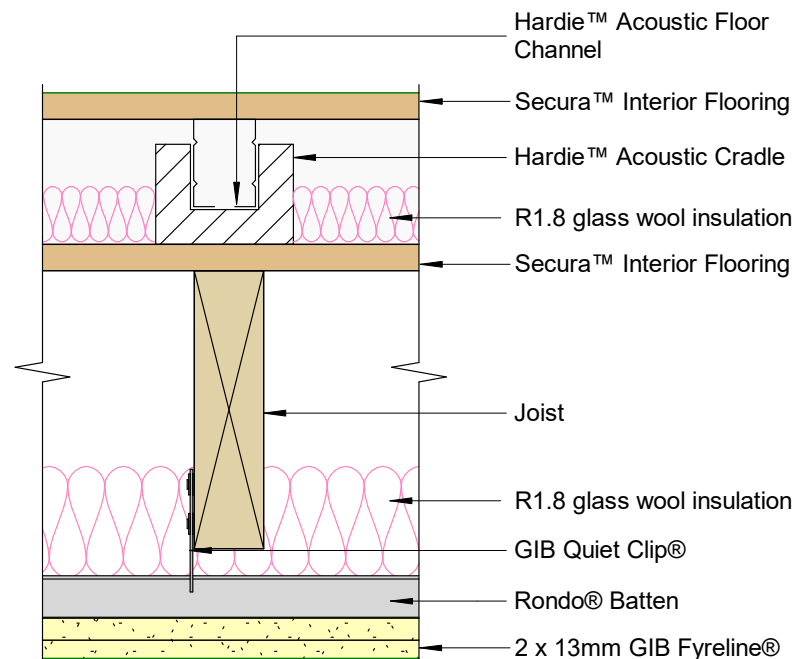 Hardie™ Acoustic Floor
Channel
Secura™ Interior Flooring
Hardie™ Acoustic Cradle
R1.8 glass wool insulation
Secura™ Interior Flooring
Joist
R1.8 glass wool insulation
GIB Quiet Clip®
Rondo® Batten
2 x 13mm GIB Fyreline®